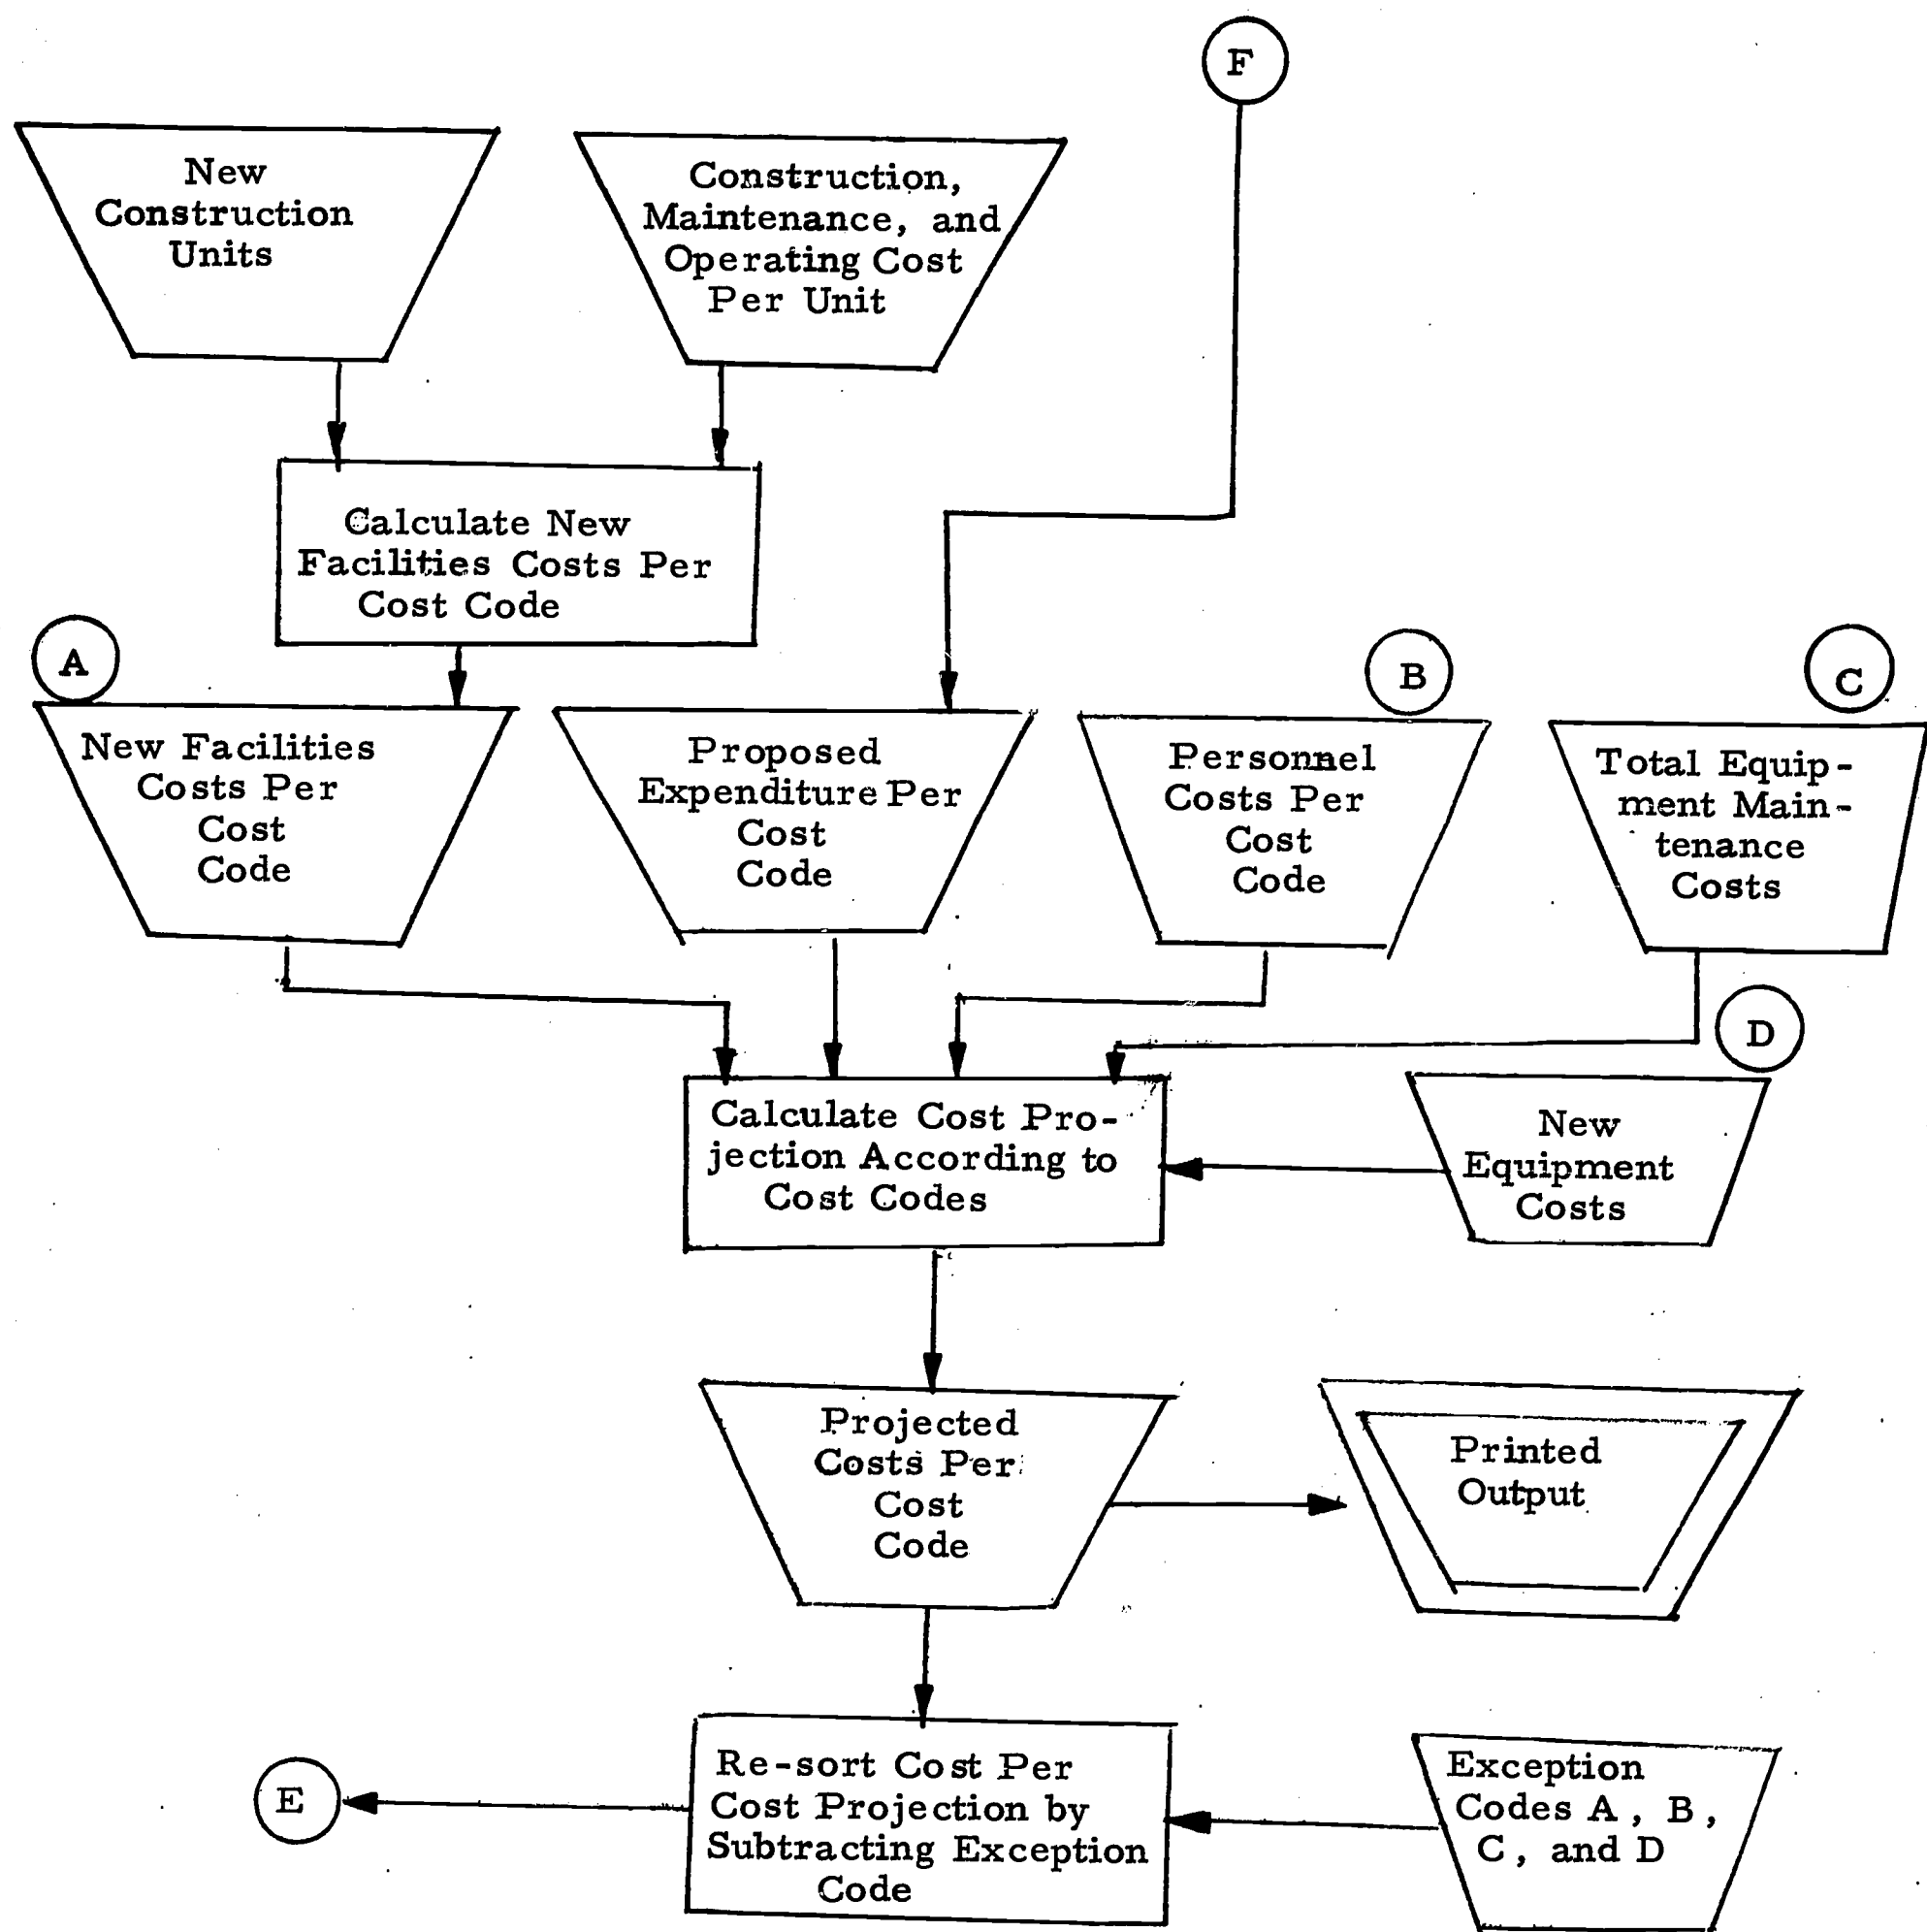 F
New
Construction
Units
Construction,
Maintenance, and
Operating Cost
Per Unit
Calculate New
Facilities Costs Per
Cost Code
A
B
C
New Facilities
Costs Per
Cost
Code
Proposed
Expenditure Per
Cost
Code
Personnel
Costs Per
Cost
Code
Total Equip-
ment Main-
tenance
Costs
D
Calculate Cost Pro-
jection According to
Cost Codes
New
Equipment
Costs
Projected
Costs Per
Cost
Code
Printed
Output
E
Re-sort Cost Per
Cost Projection by
Subtracting Exception
Code
Exception
Codes A, B,
C, and D